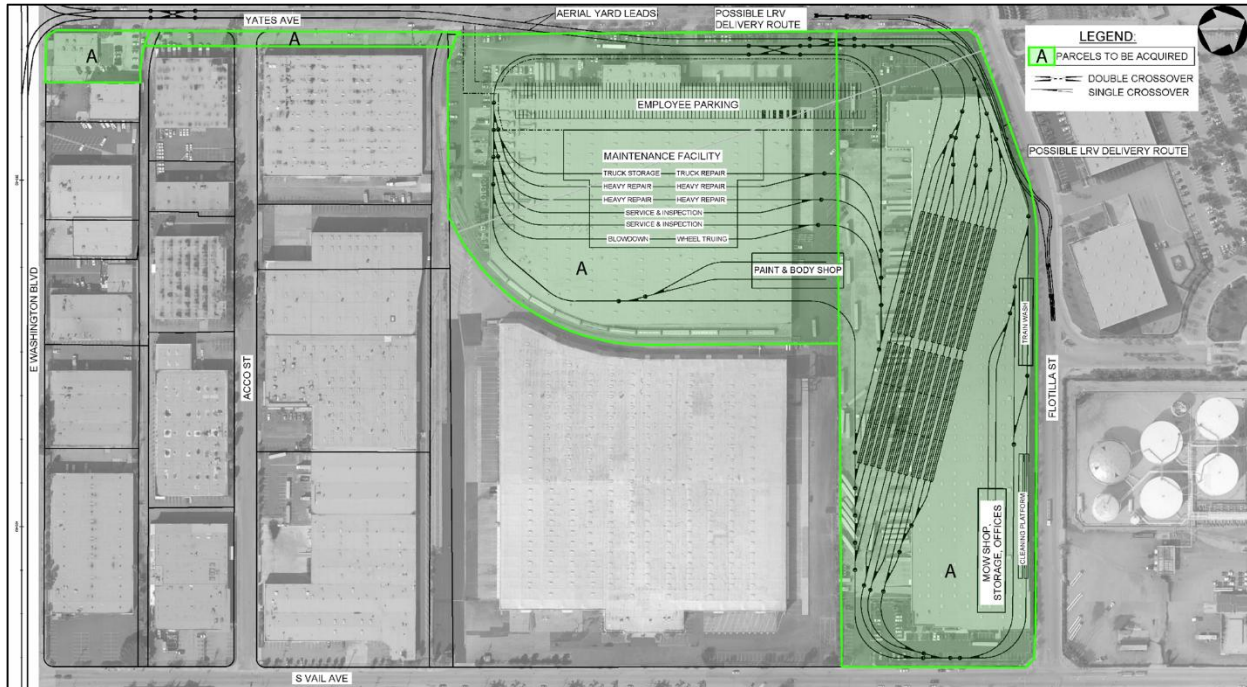 YATES AVE
AERIAL YARD LEADS
POSSIBLE LRV
DELIVERY ROUTE
LEGEND:
A PARCELS TO BE ACQUIRED
DOUBLE CROSSOVER
SINGLE CROSSOVER
A
A
EMPLOYEE PARKING
MAINTENANCE FACILITY
POSSIBLE LRV DELIVERY ROUTE
TRUCK STORAGE TRUCK REPAIR
HEAVY REPAIR HEAVY REPAIR
HEAVY REPAIR HEAVY REPAIR
SERVICE & INSPECTION
SERVICE & INSPECTION
BLOWDOWN WHEEL TRUING
A
PAINT & BODY SHOP
E WASHINGTON BLVD
ACCO ST
TRAIN WASH
FLOTILLA ST
MOW SHOP,
STORAGE, OFFICES
CLEANING PLATFORM
A
S VAIL AVE